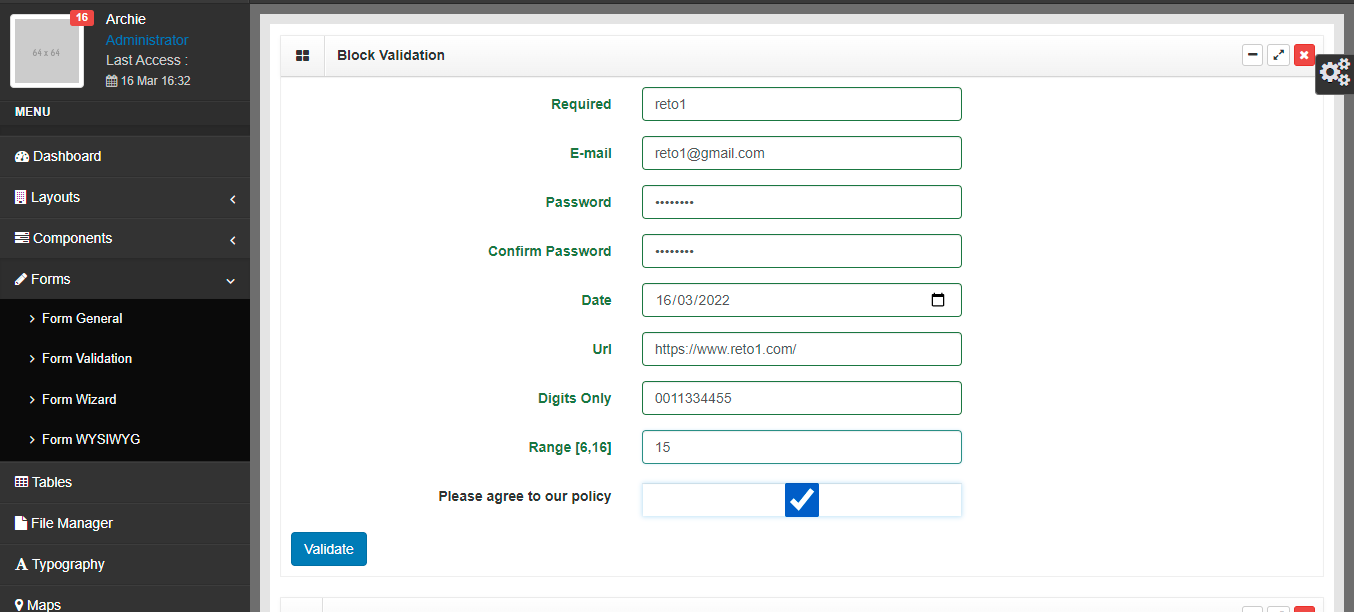 64 x 64
16
Archie
Administrator
Last Access :
16 Mar 16:32
MENU
Dashboard
Layouts
Components
Forms
Form General
Form Validation
Form Wizard
Form WYSIWYG
Tables
File Manager
Typography
Maps
Block Validation
Required reto1
E-mail reto1@gmail.com
Password ••••••••
Confirm Password ••••••••
Date 16/03/2022
Url https://www.reto1.com/
Digits Only 0011334455
Range [6,16] 15
Please agree to our policy
Validate